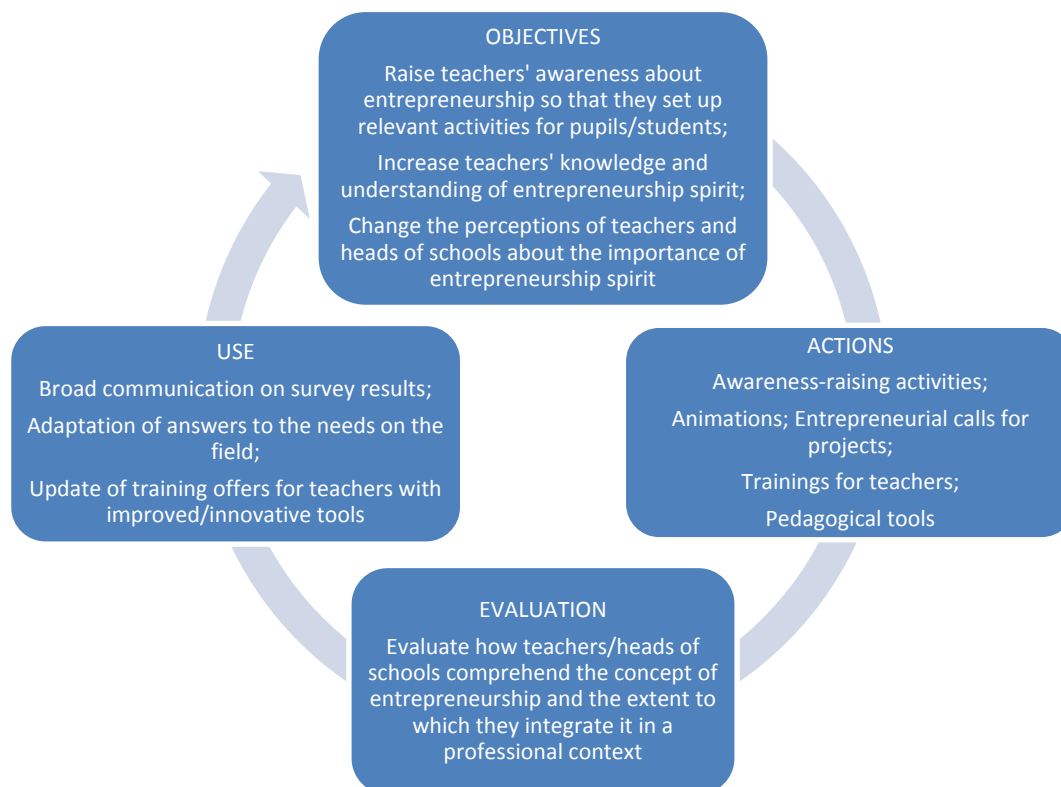 OBJECTIVES
Raise teachers' awareness about
entrepreneurship so that they set up
relevant activities for pupils/students;
Increase teachers' knowledge and
understanding of entrepreneurship spirit;
Change the perceptions of teachers and
heads of schools about the importance of
entrepreneurship spirit
ACTIONS
Awareness-raising activities;
Animations; Entrepreneurial calls for
projects;
Trainings for teachers;
Pedagogical tools
EVALUATION
Evaluate how teachers/heads of
schools comprehend the concept of
entrepreneurship and the extent to
which they integrate it in a
professional context
USE
Broad communication on survey results;
Adaptation of answers to the needs on the
field;
Update of training offers for teachers with
improved/innovative tools